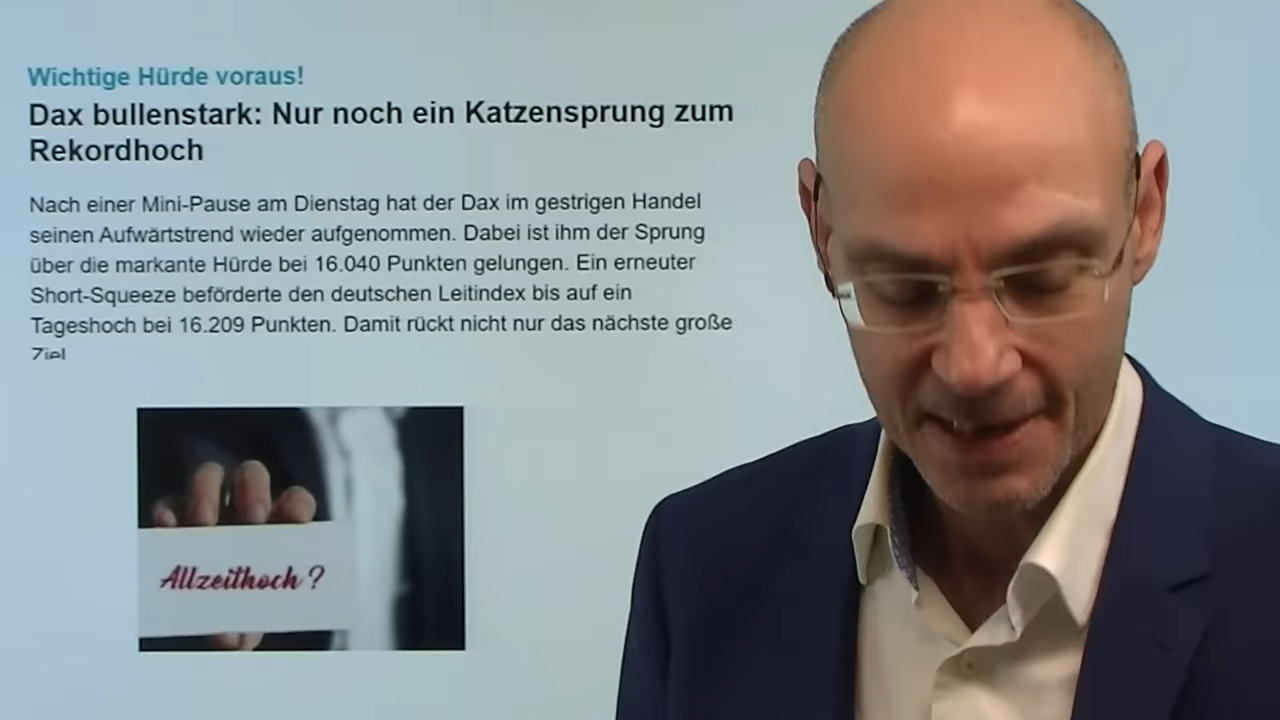 Wichtige Hürde voraus!
Dax bullenstark: Nur noch ein Katzensprung zum
Rekordhoch
Nach einer Mini-Pause am Dienstag hat der Dax im gestrigen Handel
seinen Aufwärtstrend wieder aufgenommen. Dabei ist ihm der Sprung
über die markante Hürde bei 16.040 Punkten gelungen. Ein erneuter
Short-Squeeze beförderte den deutschen Leitindex bis auf ein
Tageshoch bei 16.209 Punkten. Damit rückt nicht nur das nächste große
Ziel
Allzeithoch ?